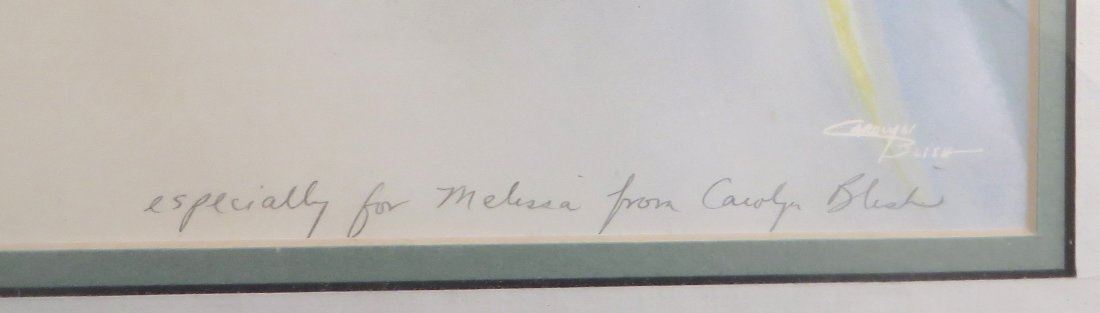 CAROLYN
BLISH
especially for Melissa from Carolyn Blish